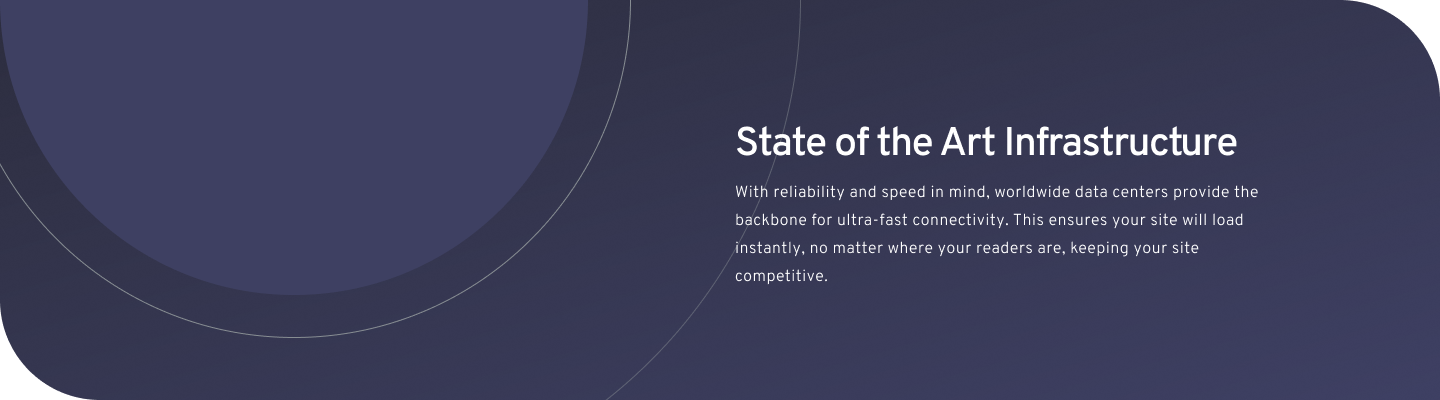 State of the Art Infrastructure
With reliability and speed in mind, worldwide data centers provide the
backbone for ultra-fast connectivity. This ensures your site will load
instantly, no matter where your readers are, keeping your site
competitive.